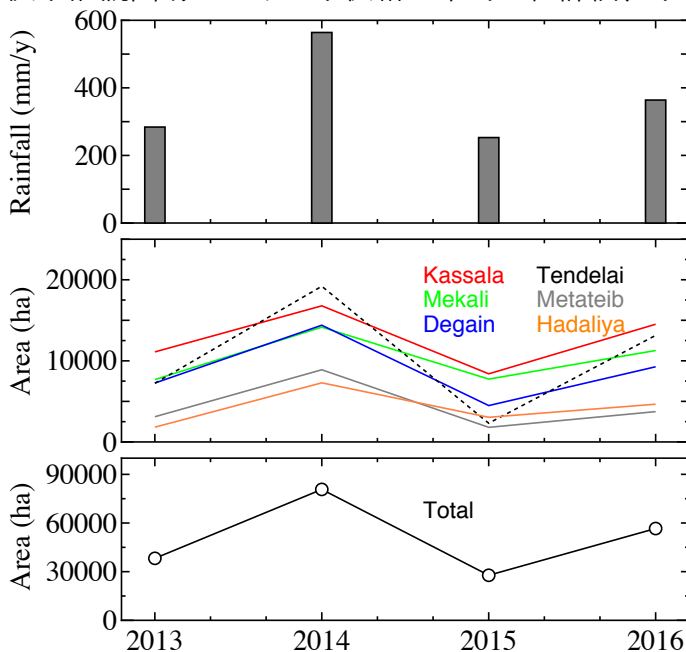 600
400
200
0
Rainfall (mm/y)
20000
10000
0
Area (ha)
Kassala Tendelai
Mekali Metateib
Degain Hadaliya
90000
60000
30000
0
Area (ha)
Total
2013 2014 2015 2016